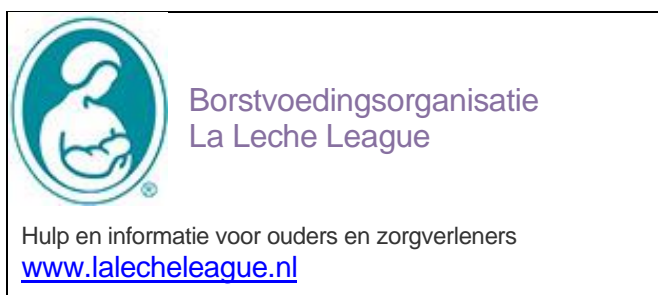 Borstvoedingsorganisatie
La Leche League
®
Hulp en informatie voor ouders en zorgverleners
www.lalecheleague.nl